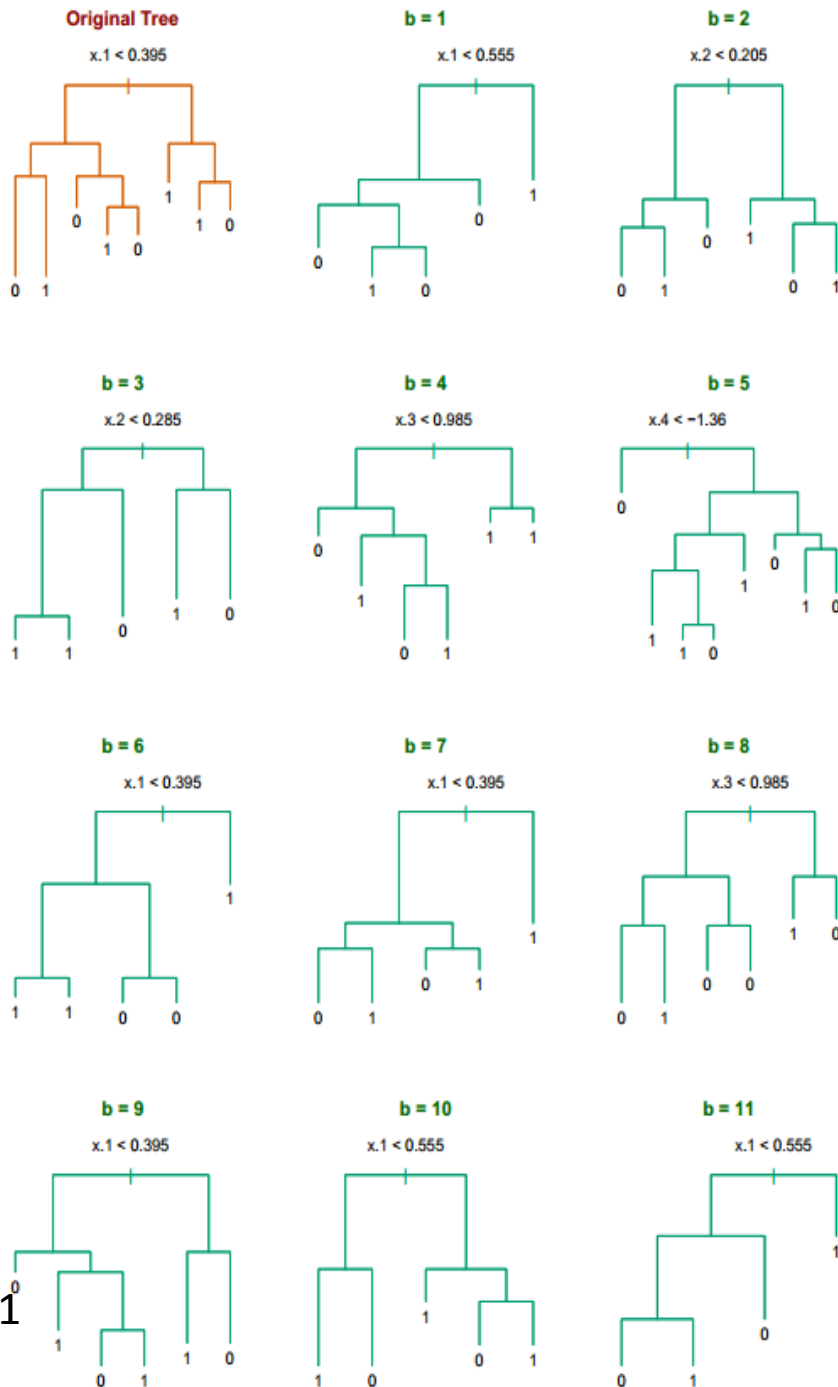 Original Tree b = 1 b = 2
x.1 < 0.395 x.1 < 0.555 x.2 < 0.205
1 1
0 0 0 1
1 0
1 0 0
0 1 1 0 0 1 0 1
b = 3 b = 4 b = 5
x.2 < 0.285 x.3 < 0.985 x.4 < −1.36
0
0 1 1
0
1 1
1 0 1 0
0 1
1 1 0 1 1 0
b = 6 b = 7 b = 8
x.1 < 0.395 x.1 < 0.395 x.3 < 0.985
1
1 1 0
0 1 0 0
1 1 0 0 0 1 0 1
b = 9 b = 10 b = 11
x.1 < 0.395 x.1 < 0.555 x.1 < 0.555
1
0
1 1
0
1 1 0
0 1 1 0 0 1
0 1 1 0 0 1